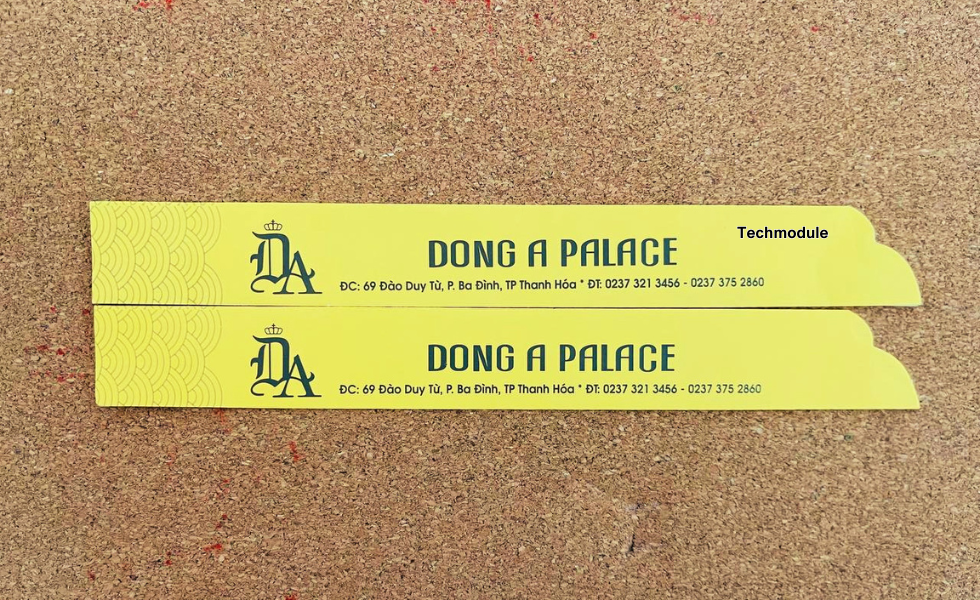 Techmodule
DA
DONG A PALACE
ĐC: 69 Đào Duy Từ, P. Ba Đình, TP Thanh Hóa * ĐT: 0237 321 3456 - 0237 375 2860
DA
DONG A PALACE
ĐC: 69 Đào Duy Từ, P. Ba Đình, TP Thanh Hóa * ĐT: 0237 321 3456 - 0237 375 2860